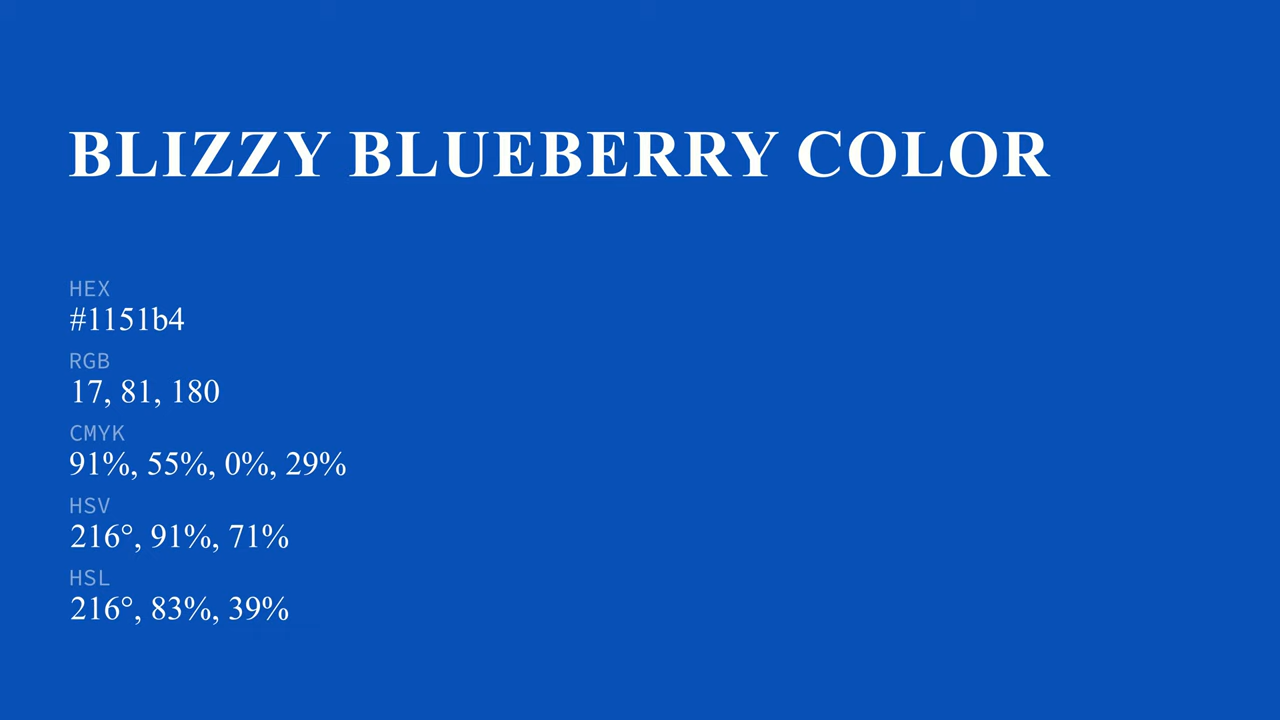 BLIZZY BLUEBERRY COLOR
HEX
#1151b4
RGB
17, 81, 180
CMYK
91%, 55%, 0%, 29%
HSV
216°, 91%, 71%
HSL
216°, 83%, 39%